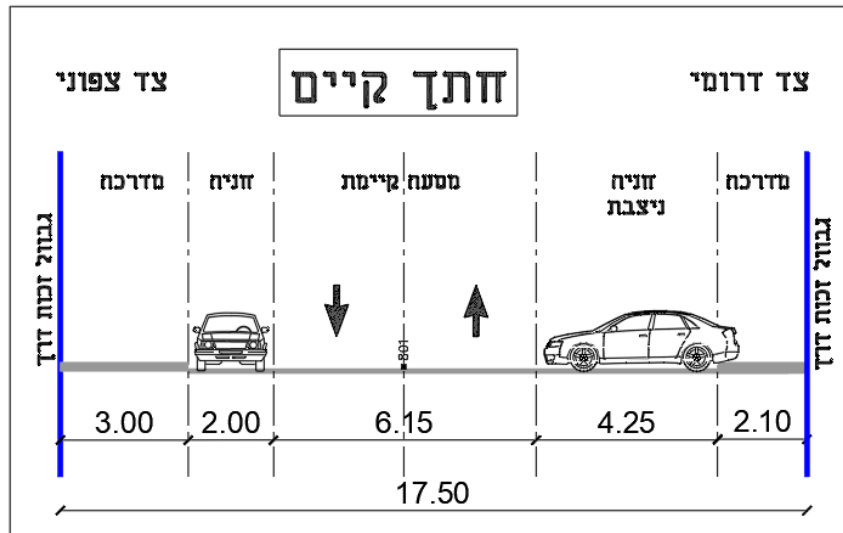 חתך קיים
צד דרומי
צד צפוני
מדרכה
חניה
ניצבת
מסעה קיימת
חניה
מדרכה
גבול זכות דרך
גבול זכות דרך
801
3.00
2.00
6.15
4.25
2.10
17.50